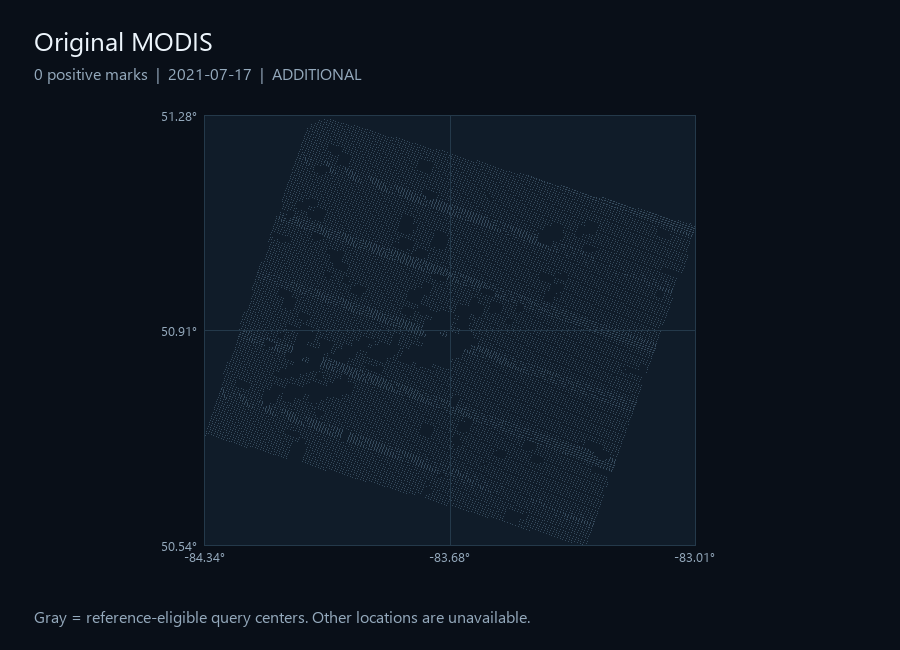 Original MODIS
0 positive marks | 2021-07-17 | ADDITIONAL
51.28°
50.91°
50.54°
-84.34°
-83.68°
-83.01°
Gray = reference-eligible query centers. Other locations are unavailable.